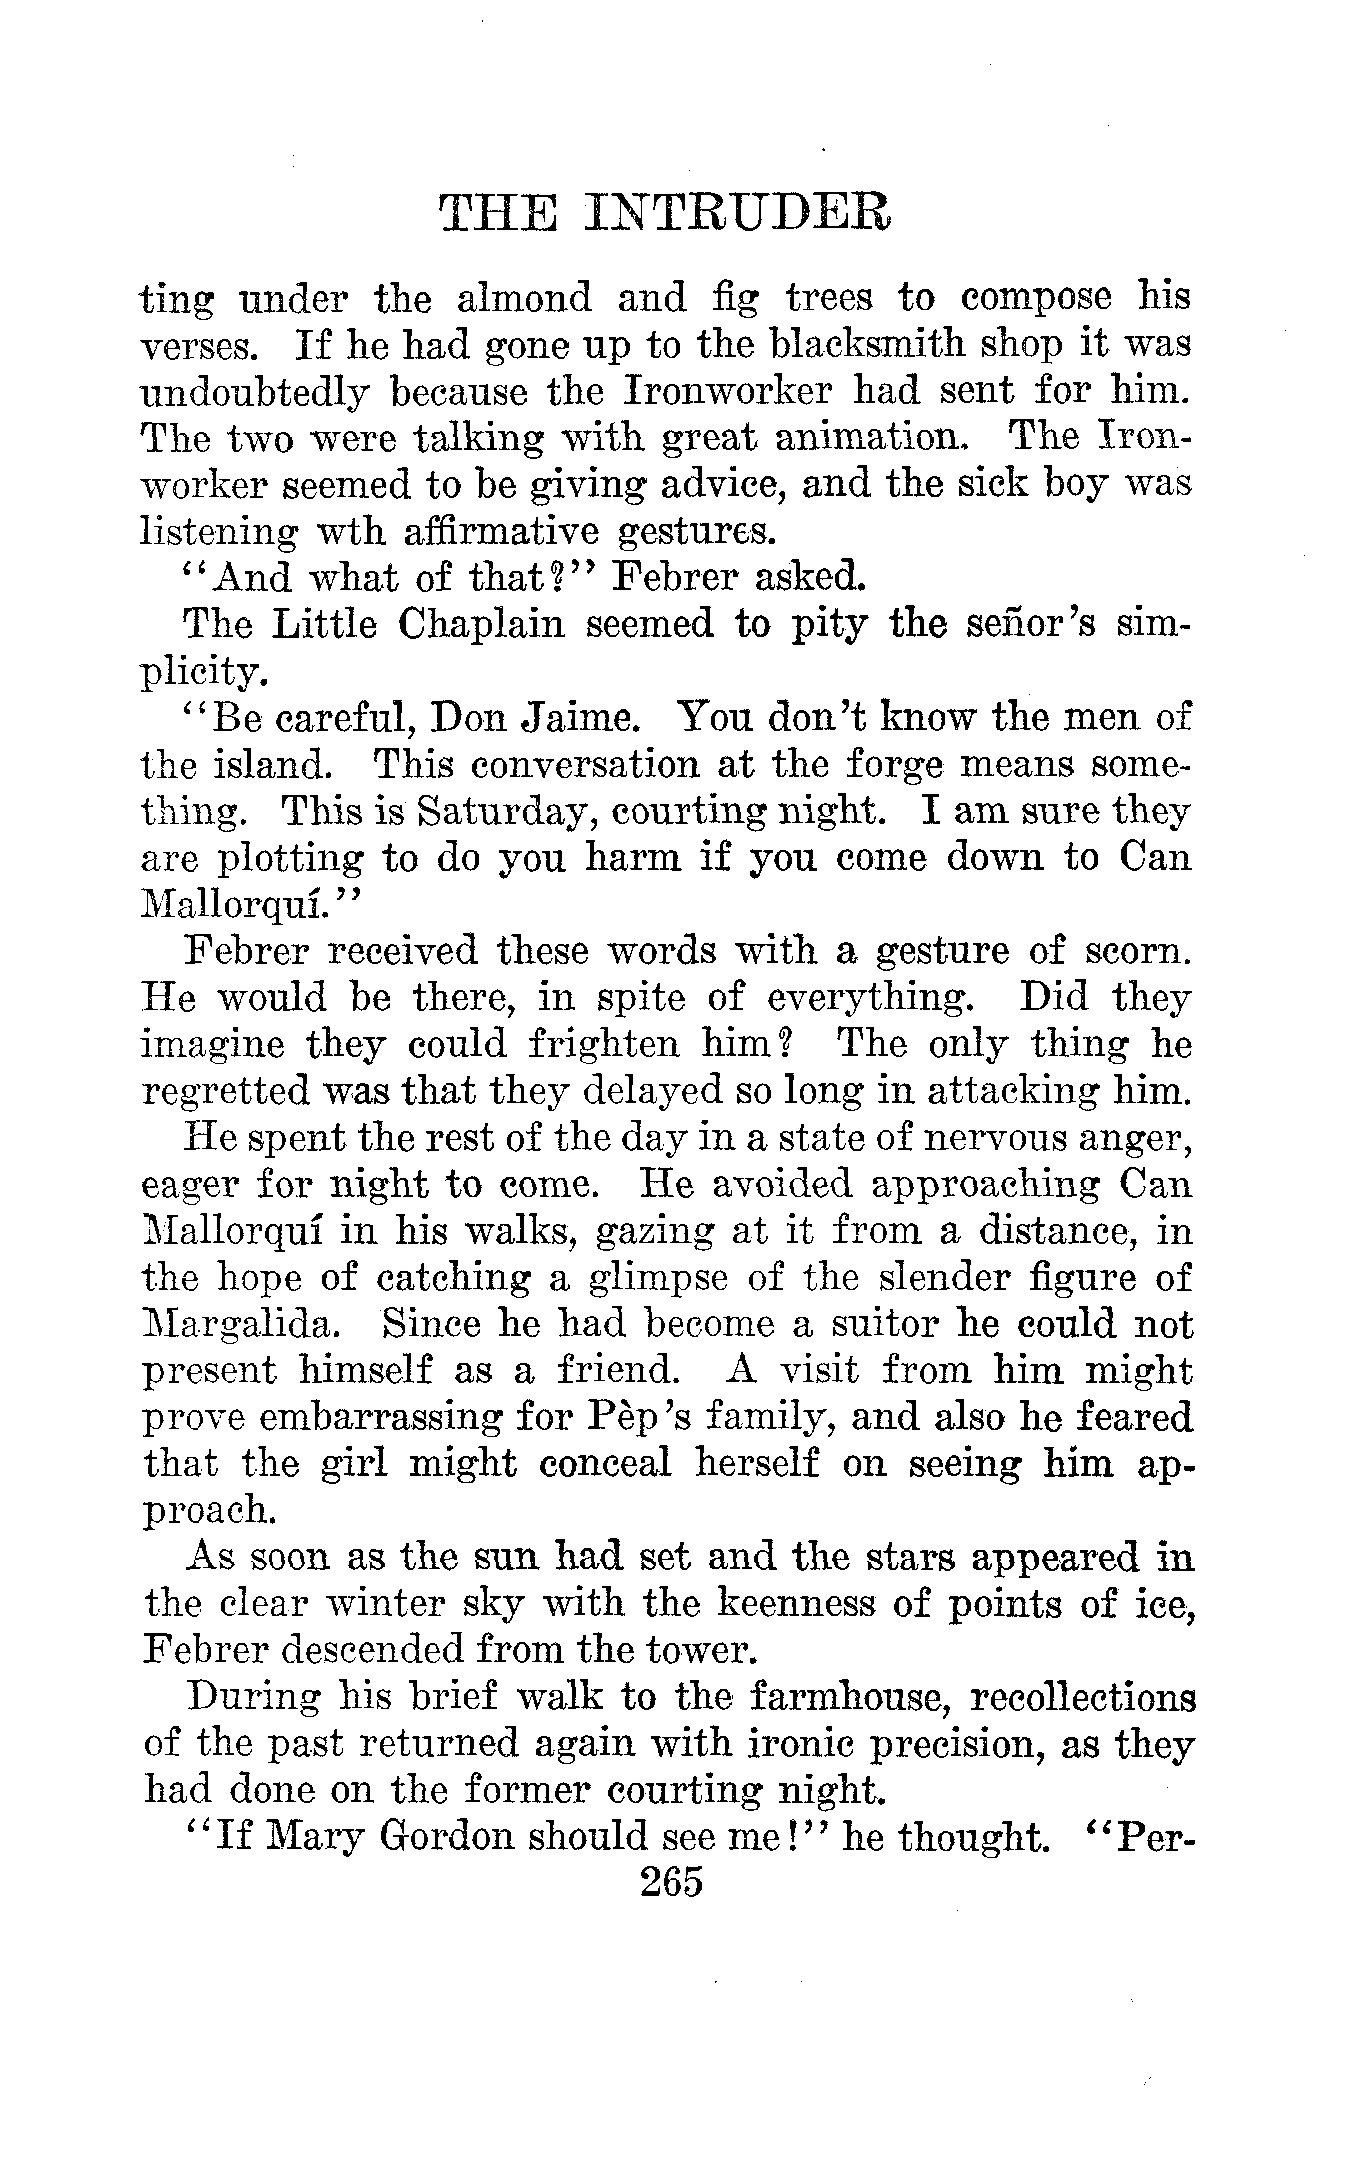 THE INTRUDER
ting under the almond and fig trees to compose his
verses. If he had gone up to the blacksmith shop it was
undoubtedly because the Ironworker had sent for him.
The two were talking with great animation. The Iron-
worker seemed to be giving advice, and the sick boy was
listening wth affirmative gestures.
"And what of that?" Febrer asked.
The Little Chaplain seemed to pity the señor's sim-
plicity.
"Be careful, Don Jaime. You don't know the men of
the island. This conversation at the forge means some-
thing. This is Saturday, courting night. I am sure they
are plotting to do you harm if you come down to Can
Mallorquí."
Febrer received these words with a gesture of scorn.
He would be there, in spite of everything. Did they
imagine they could frighten him? The only thing he
regretted was that they delayed so long in attacking him.
He spent the rest of the day in a state of nervous anger,
eager for night to come. He avoided approaching Can
Mallorquí in his walks, gazing at it from a distance, in
the hope of catching a glimpse of the slender figure of
Margalida. Since he had become a suitor he could not
present himself as a friend. A visit from him might
prove embarrassing for Pèp's family, and also he feared
that the girl might conceal herself on seeing him ap-
proach.
As soon as the sun had set and the stars appeared in
the clear winter sky with the keenness of points of ice,
Febrer descended from the tower.
During his brief walk to the farmhouse, recollections
of the past returned again with ironic precision, as they
had done on the former courting night.
"If Mary Gordon should see me!" he thought. "Per-
265